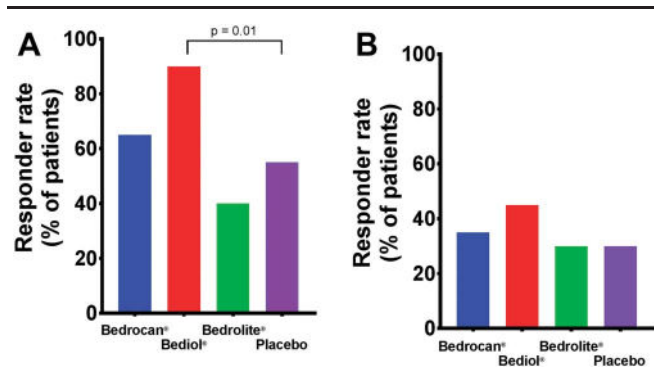 A
p = 0.01
Responder rate
(% of patients)
100
80
60
40
20
0
Bedrocan®
Bediol®
Bedrolite®
Placebo
B
Responder rate
(% of patients)
100
80
60
40
20
0
Bedrocan®
Bediol®
Bedrolite®
Placebo